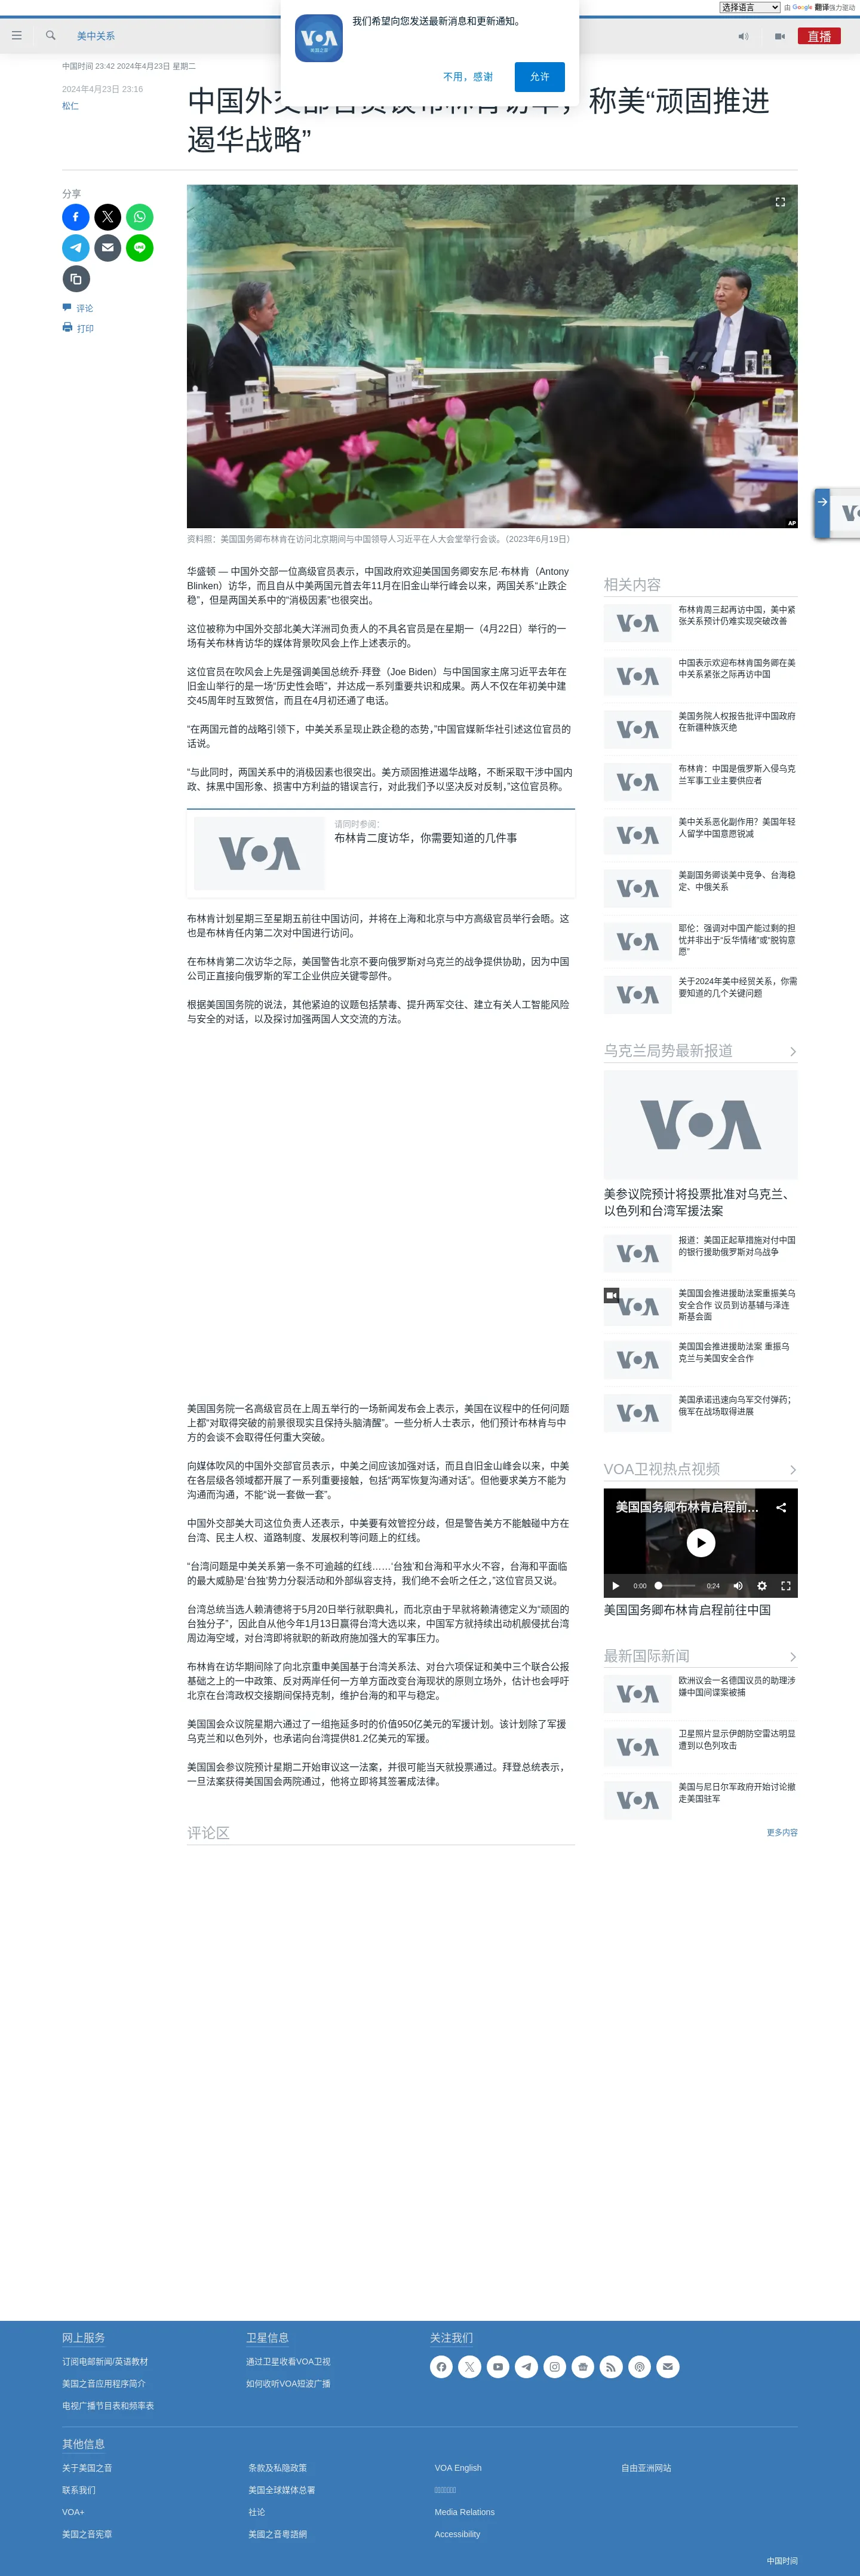 选择语言 由 Google 翻译强力驱动
我们希望向您发送最新消息和更新通知。
不用，感谢
允许
美中关系
直播
中国时间 23:42 2024年4月23日 星期二
2024年4月23日 23:16
松仁
称美“顽固推进
遏华战略”
分享
评论
打印
AP
资料照：美国国务卿布林肯在访问北京期间与中国领导人习近平在人大会堂举行会谈。（2023年6月19日）
华盛顿 — 中国外交部一位高级官员表示，中国政府欢迎美国国务卿安东尼·布林肯（Antony
Blinken）访华，而且自从中美两国元首去年11月在旧金山举行峰会以来，两国关系“止跌企
稳”，但是两国关系中的“消极因素”也很突出。
这位被称为中国外交部北美大洋洲司负责人的不具名官员是在星期一（4月22日）举行的一
场有关布林肯访华的媒体背景吹风会上作上述表示的。
这位官员在吹风会上先是强调美国总统乔·拜登（Joe Biden）与中国国家主席习近平去年在
旧金山举行的是一场“历史性会晤”，并达成一系列重要共识和成果。两人不仅在年初美中建
交45周年时互致贺信，而且在4月初还通了电话。
“在两国元首的战略引领下，中美关系呈现止跌企稳的态势，”中国官媒新华社引述这位官员的
话说。
“与此同时，两国关系中的消极因素也很突出。美方顽固推进遏华战略，不断采取干涉中国内
政、抹黑中国形象、损害中方利益的错误言行，对此我们予以坚决反对反制，”这位官员称。
请同时参阅：
布林肯二度访华，你需要知道的几件事
布林肯计划星期三至星期五前往中国访问，并将在上海和北京与中方高级官员举行会晤。这
也是布林肯任内第二次对中国进行访问。
在布林肯第二次访华之际，美国警告北京不要向俄罗斯对乌克兰的战争提供协助，因为中国
公司正直接向俄罗斯的军工企业供应关键零部件。
根据美国国务院的说法，其他紧迫的议题包括禁毒、提升两军交往、建立有关人工智能风险
与安全的对话，以及探讨加强两国人文交流的方法。
美国国务院一名高级官员在上周五举行的一场新闻发布会上表示，美国在议程中的任何问题
上都“对取得突破的前景很现实且保持头脑清醒”。一些分析人士表示，他们预计布林肯与中
方的会谈不会取得任何重大突破。
向媒体吹风的中国外交部官员表示，中美之间应该加强对话，而且自旧金山峰会以来，中美
在各层级各领域都开展了一系列重要接触，包括“两军恢复沟通对话”。但他要求美方不能为
沟通而沟通，不能“说一套做一套”。
中国外交部美大司这位负责人还表示，中美要有效管控分歧，但是警告美方不能触碰中方在
台湾、民主人权、道路制度、发展权利等问题上的红线。
“台湾问题是中美关系第一条不可逾越的红线……‘台独’和台海和平水火不容，台海和平面临
的最大威胁是‘台独’势力分裂活动和外部纵容支持，我们绝不会听之任之，”这位官员又说。
台湾总统当选人赖清德将于5月20日举行就职典礼，而北京由于早就将赖清德定义为“顽固的
台独分子”，因此自从他今年1月13日赢得台湾大选以来，中国军方就持续出动机舰侵扰台湾
周边海空域，对台湾即将就职的新政府施加强大的军事压力。
布林肯在访华期间除了向北京重申美国基于台湾关系法、对台六项保证和美中三个联合公报
基础之上的一中政策、反对两岸任何一方单方面改变台海现状的原则立场外，估计也会呼吁
北京在台湾政权交接期间保持克制，维护台海的和平与稳定。
美国国会众议院星期六通过了一组拖延多时的价值950亿美元的军援计划。该计划除了军援
乌克兰和以色列外，也承诺向台湾提供81.2亿美元的军援。
美国国会参议院预计星期二开始审议这一法案，并很可能当天就投票通过。拜登总统表示，
一旦法案获得美国国会两院通过，他将立即将其签署成法律。
评论区
相关内容
布林肯周三起再访中国，美中紧
张关系预计仍难实现突破改善
中国表示欢迎布林肯国务卿在美
中关系紧张之际再访中国
美国务院人权报告批评中国政府
在新疆种族灭绝
布林肯：中国是俄罗斯入侵乌克
兰军事工业主要供应者
美中关系恶化副作用？美国年轻
人留学中国意愿锐减
美副国务卿谈美中竞争、台海稳
定、中俄关系
耶伦：强调对中国产能过剩的担
忧并非出于“反华情绪”或“脱钩意
愿”
关于2024年美中经贸关系，你需
要知道的几个关键问题
乌克兰局势最新报道
美参议院预计将投票批准对乌克兰、
以色列和台湾军援法案
报道：美国正起草措施对付中国
的银行援助俄罗斯对乌战争
美国国会推进援助法案重振美乌
安全合作 议员到访基辅与泽连
斯基会面
美国国会推进援助法案 重振乌
克兰与美国安全合作
美国承诺迅速向乌军交付弹药；
俄军在战场取得进展
VOA卫视热点视频
美国国务卿布林肯启程前...
0:00 0:24
美国国务卿布林肯启程前往中国
最新国际新闻
欧洲议会一名德国议员的助理涉
嫌中国间谍案被捕
卫星照片显示伊朗防空雷达明显
遭到以色列攻击
美国与尼日尔军政府开始讨论撤
走美国驻军
更多内容
网上服务
订阅电邮新闻/英语教材
美国之音应用程序简介
电视广播节目表和频率表
卫星信息
通过卫星收看VOA卫视
如何收听VOA短波广播
关注我们
其他信息
关于美国之音
联系我们
VOA+
美国之音宪章
条款及私隐政策
美国全球媒体总署
社论
美國之音粵語網
VOA English
Media Relations
Accessibility
自由亚洲网站
中国时间